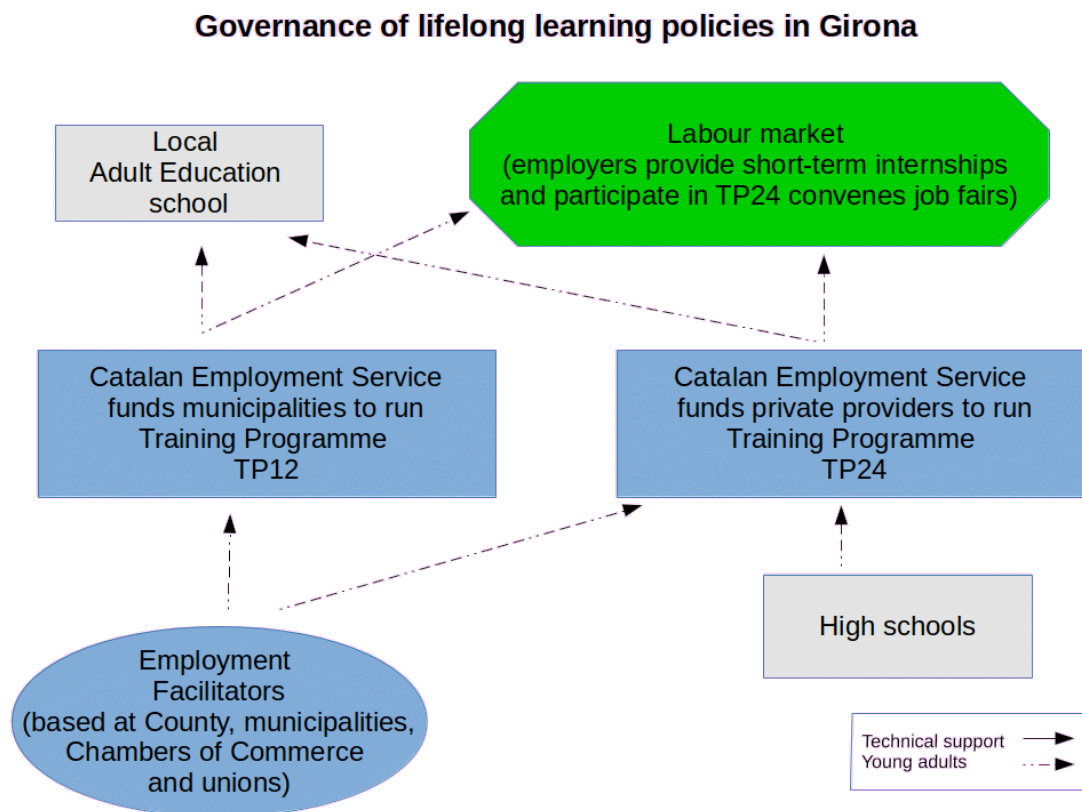 Governance of lifelong learning policies in Girona
Local
Adult Education
school
Labour market
(employers provide short-term internships
and participate in TP24 convenes job fairs)
Catalan Employment Service
funds municipalities to run
Training Programme
TP12
Catalan Employment Service
funds private providers to run
Training Programme
TP24
High schools
Employment
Facilitators
(based at County, municipalities,
Chambers of Commerce
and unions)
Technical support
Young adults